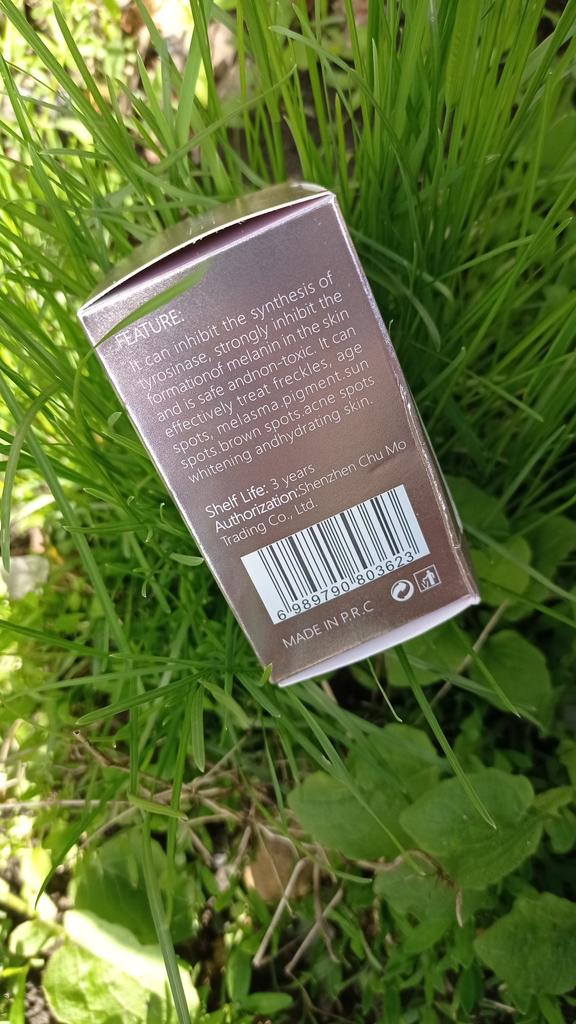 FEATURE:
It can inhibit the synthesis of
tyrosinase, strongly inhibit the
formationof melanin in the skin
and is safe andnon-toxic. It can
effectively treat freckles, age
spots, melasma.pigment.sun
spots.brown spots.acne spots
whitening andhydrating skin.
Shelf Life: 3 years
Authorization:Shenzhen Chu Mo
Trading Co., Ltd.
6 989790 803623
MADE IN P.R.C